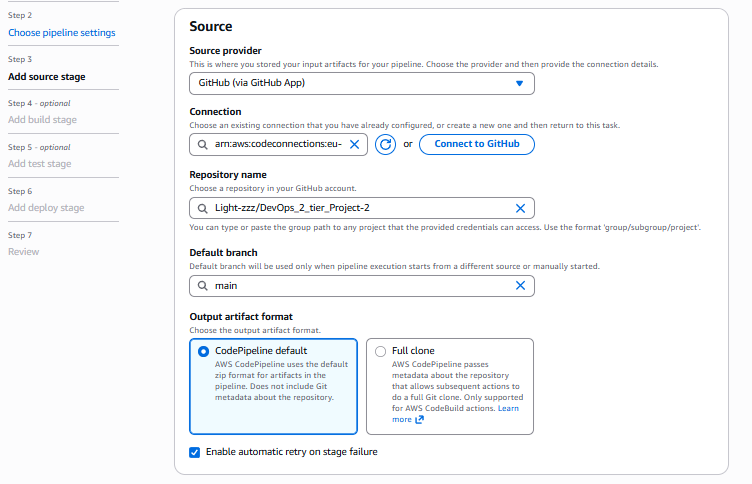 Step 2
Choose pipeline settings
Step 3
Add source stage
Step 4 - optional
Add build stage
Step 5 - optional
Add test stage
Step 6
Add deploy stage
Step 7
Review
Source
Source provider
This is where you stored your input artifacts for your pipeline. Choose the provider and then provide the connection details.
GitHub (via GitHub App)
Connection
Choose an existing connection that you have already configured, or create a new one and then return to this task.
arn:aws:codeconnections:eu-
or
Connect to GitHub
Repository name
Choose a repository in your GitHub account.
Light-zzz/DevOps_2_tier_Project-2
You can type or paste the group path to any project that the provided credentials can access. Use the format 'group/subgroup/project'.
Default branch
Default branch will be used only when pipeline execution starts from a different source or manually started.
main
Output artifact format
Choose the output artifact format.
CodePipeline default
AWS CodePipeline uses the default
zip format for artifacts in the
pipeline. Does not include Git
metadata about the repository.
Full clone
AWS CodePipeline passes
metadata about the repository
that allows subsequent actions to
do a full Git clone. Only supported
for AWS CodeBuild actions. Learn
more
Enable automatic retry on stage failure